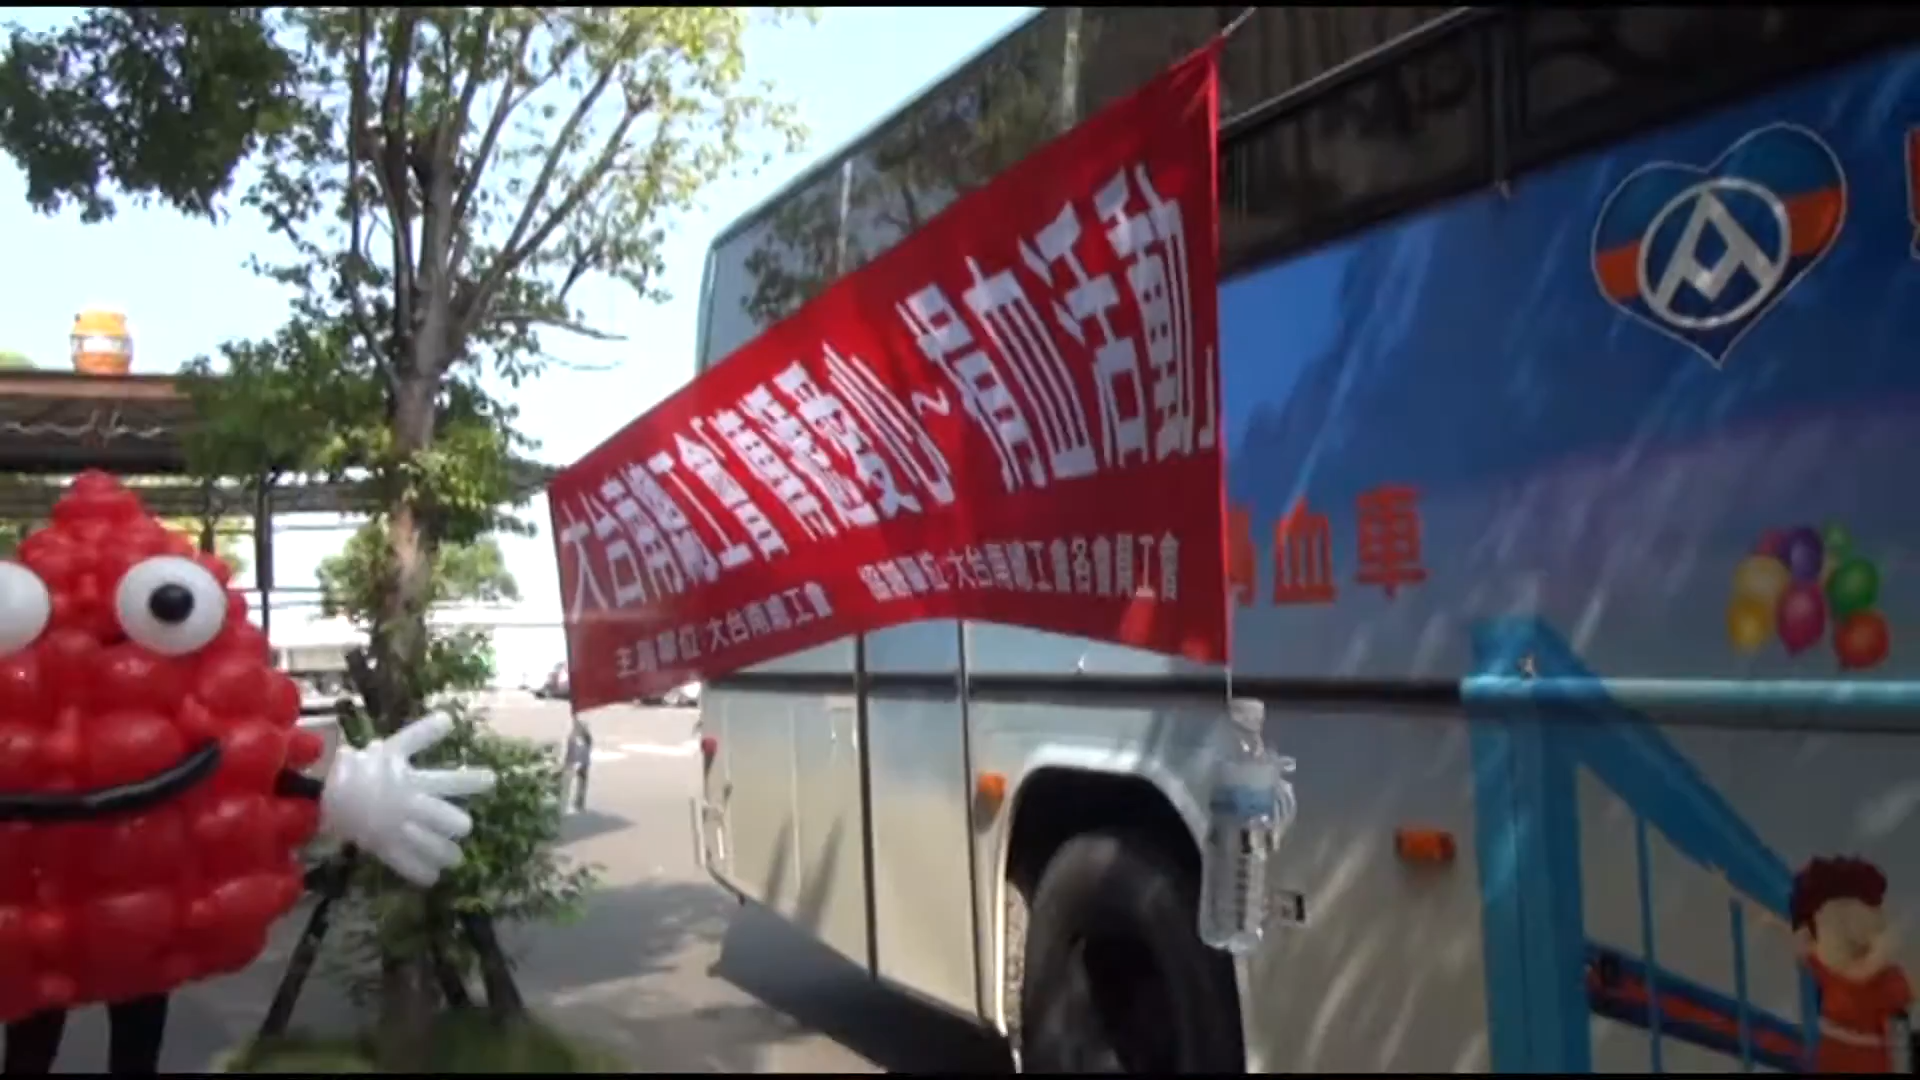 大台南總工會「暮禪愛心~捐血活動」
主辦單位:大台南總工會 協辦單位:大台南總工會各會員工會
捐血車